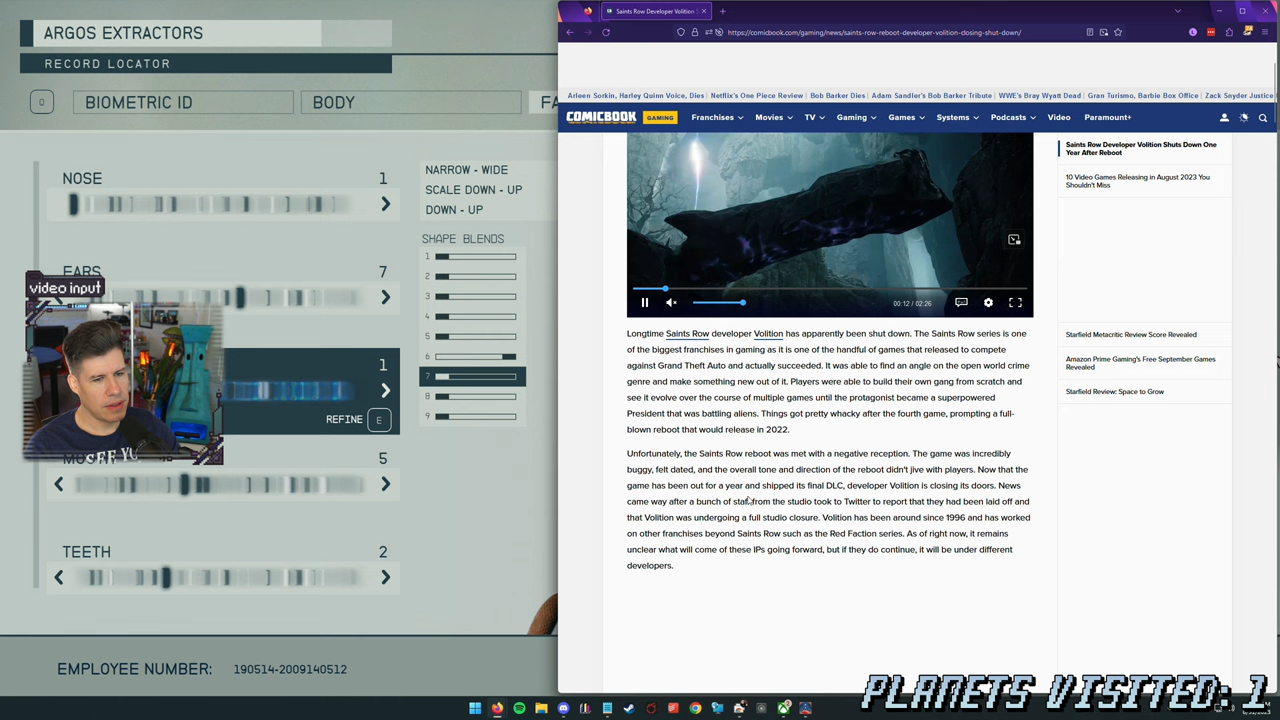 ARGOS EXTRACTORS
RECORD LOCATOR
Q
BIOMETRIC ID
BODY
NOSE
1
EARS
7
video input
1
REFINE
E
SEE YO
5
TEETH
2
NARROW - WIDE
SCALE DOWN - UP
DOWN - UP
SHAPE BLENDS
1
2
3
4
5
6
7
8
9
EMPLOYEE NUMBER: 190514-2009140512
Saints Row Developer Volition
https://comicbook.com/gaming/news/saints-row-reboot-developer-volition-closing-shut-down/
Arleen Sorkin, Harley Quinn Voice, Dies | Netflix's One Piece Review | Bob Barker Dies | Adam Sandler's Bob Barker Tribute | WWE's Bray Wyatt Dead | Gran Turismo, Barbie Box Office | Zack Snyder Justice
COMICBOOK GAMING Franchises Movies TV Gaming Games Systems Podcasts Video Paramount+
00:12 / 02:26
Longtime Saints Row developer Volition has apparently been shut down. The Saints Row series is one
of the biggest franchises in gaming as it is one of the handful of games that released to compete
against Grand Theft Auto and actually succeeded. It was able to find an angle on the open world crime
genre and make something new out of it. Players were able to build their own gang from scratch and
see it evolve over the course of multiple games until the protagonist became a superpowered
President that was battling aliens. Things got pretty whacky after the fourth game, prompting a full-
blown reboot that would release in 2022.
Unfortunately, the Saints Row reboot was met with a negative reception. The game was incredibly
buggy, felt dated, and the overall tone and direction of the reboot didn't jive with players. Now that the
game has been out for a year and shipped its final DLC, developer Volition is closing its doors. News
came way after a bunch of staff from the studio took to Twitter to report that they had been laid off and
that Volition was undergoing a full studio closure. Volition has been around since 1996 and has worked
on other franchises beyond Saints Row such as the Red Faction series. As of right now, it remains
unclear what will come of these IPs going forward, but if they do continue, it will be under different
developers.
Saints Row Developer Volition Shuts Down One
Year After Reboot
10 Video Games Releasing in August 2023 You
Shouldn't Miss
Starfield Metacritic Review Score Revealed
Amazon Prime Gaming's Free September Games
Revealed
Starfield Review: Space to Grow
PLANETS VISITED: 1